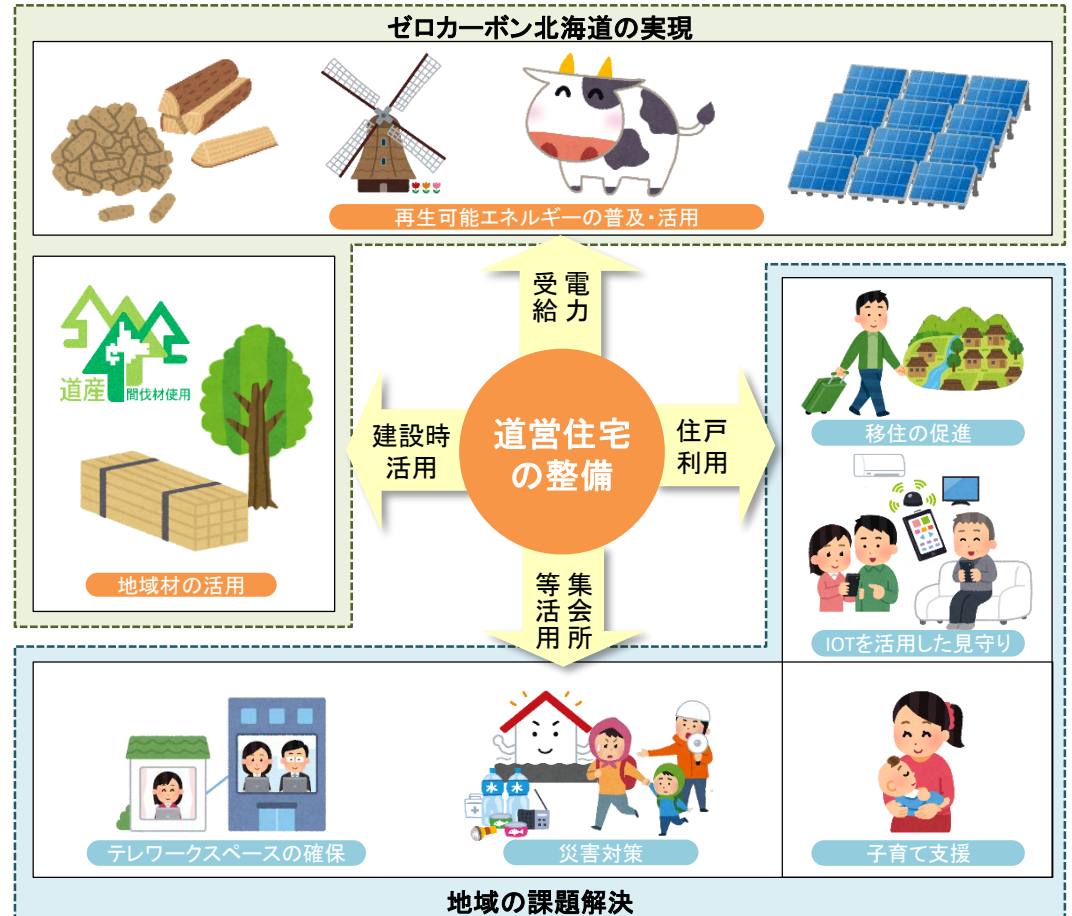 ゼロカーボン北海道の実現
再生可能エネルギーの普及・活用
電力
受給
道産
間伐材使用
地域材の活用
建設時
活用
道営住宅
の整備
住戸
利用
集会所
等活用
移住の促進
IOTを活用した見守り
水
水
テレワークスペースの確保
災害対策
子育て支援
地域の課題解決